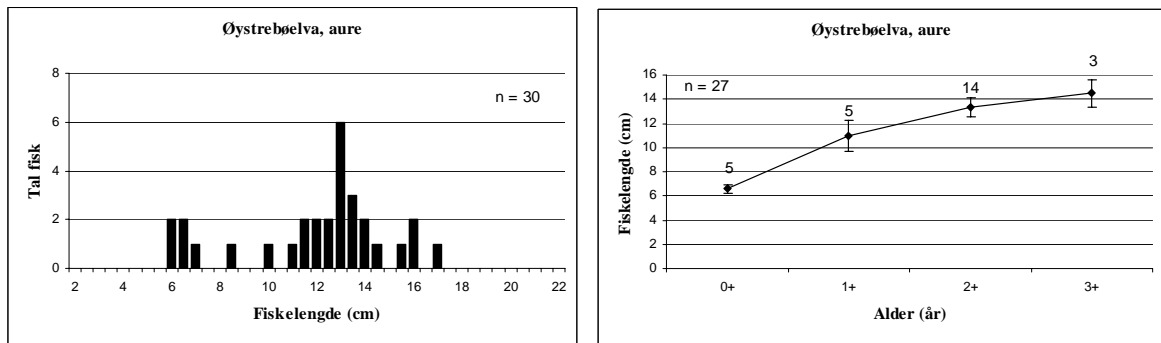 Øystrebøelva, aure
8
6
4
2
0
n = 30
Tal fisk
2 4 6 8 10 12 14 16 18 20 22
Fiskelengde (cm)
Øystrebøelva, aure
16
14
12
10
8
6
4
2
0
n = 27
5
5
14
3
Fiskelengde (cm)
0+ 1+ 2+ 3+
Alder (år)